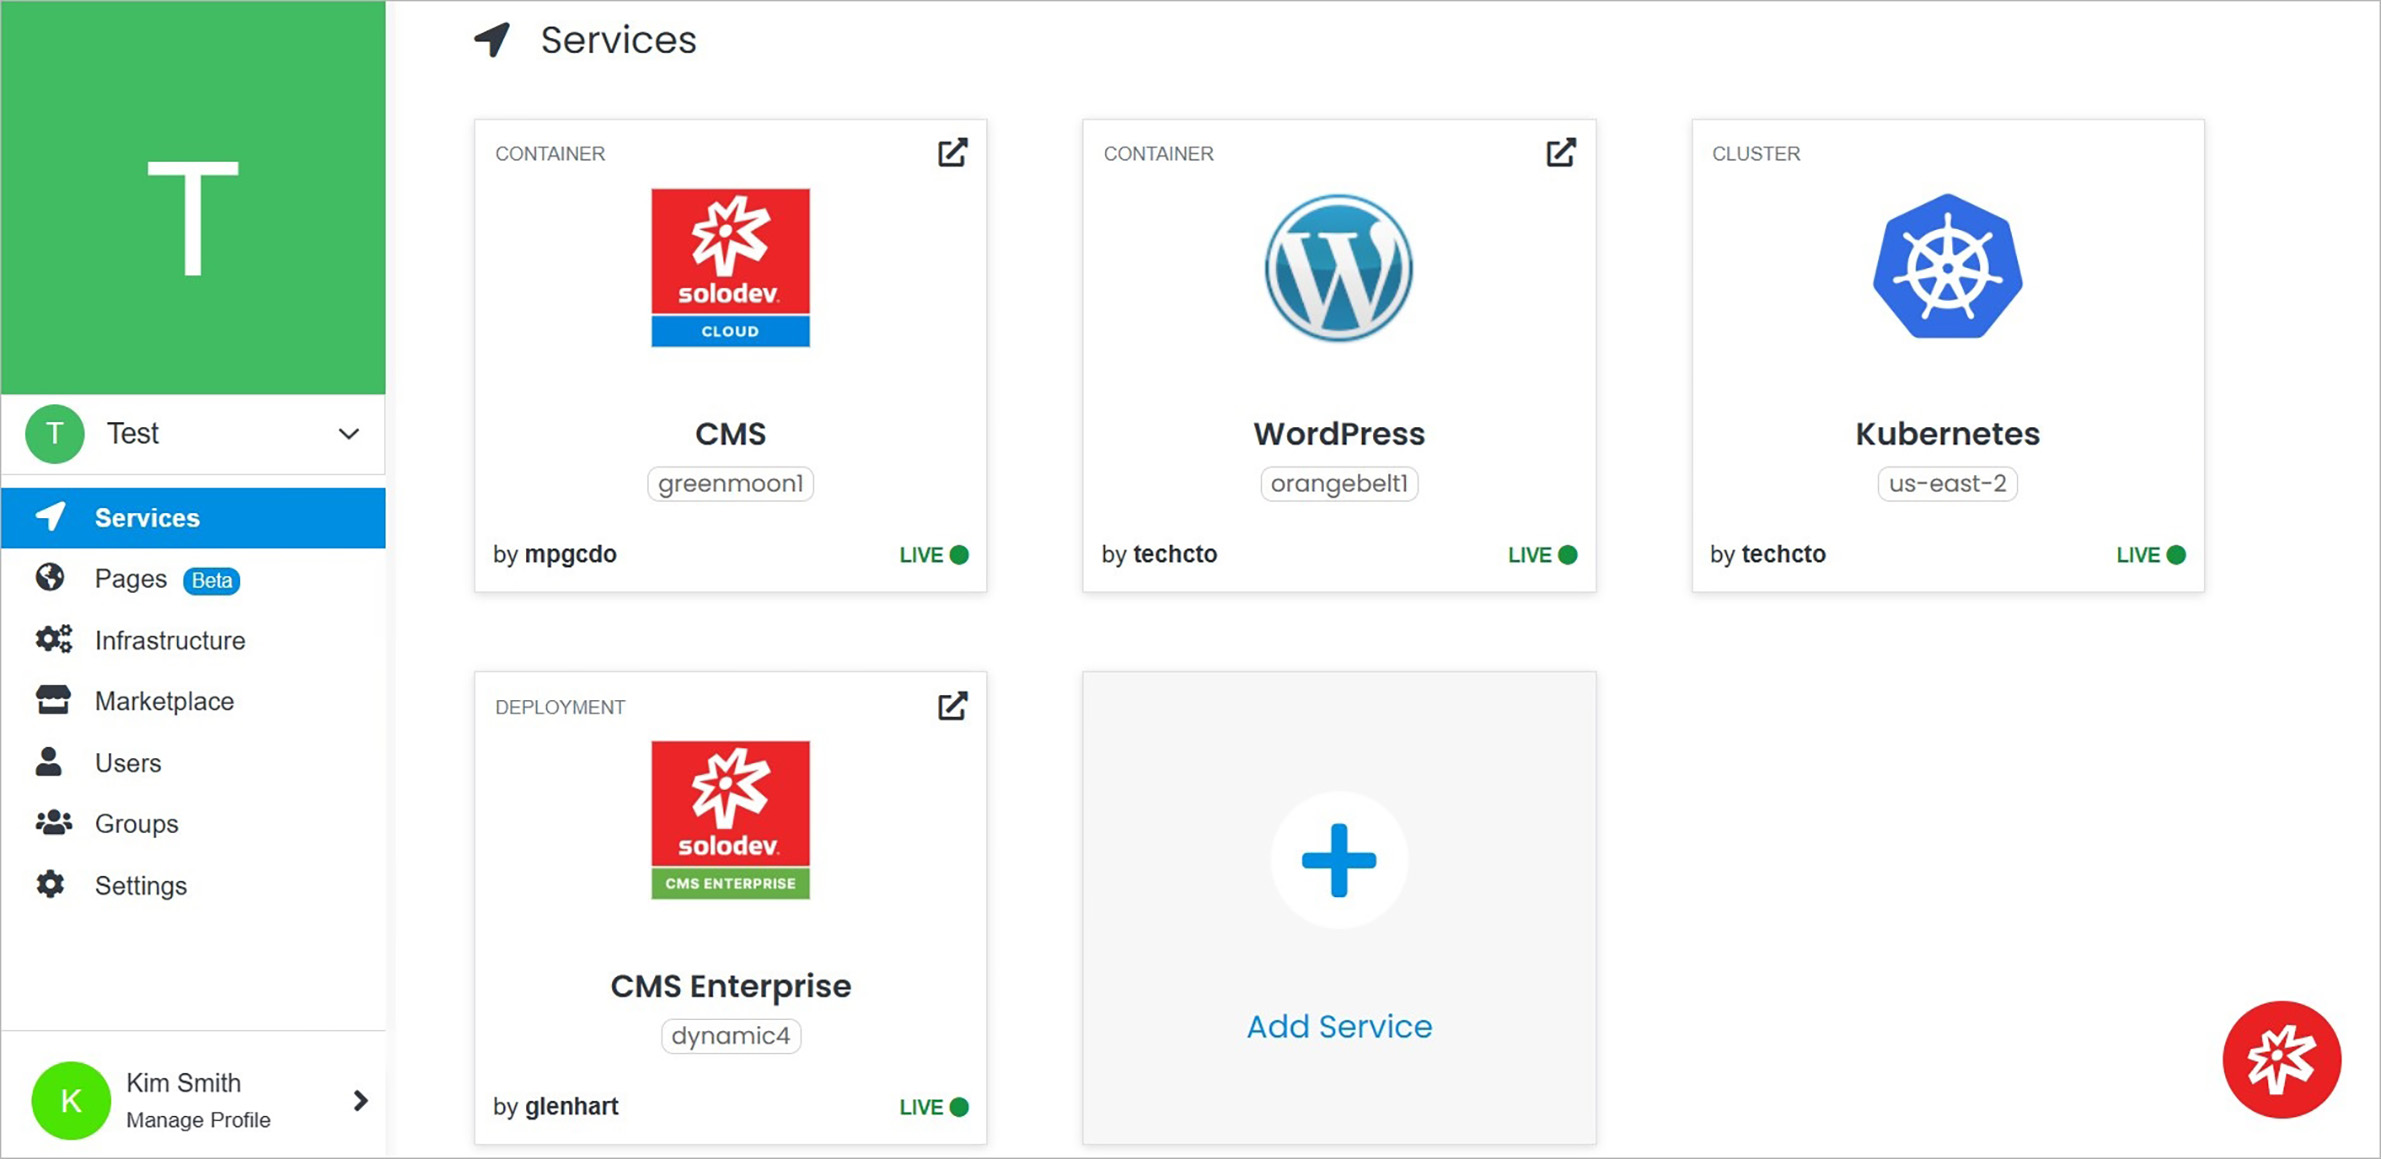 T
T Test
Services
Pages Beta
Infrastructure
Marketplace
Users
Groups
Settings
K Kim Smith
Manage Profile
Services
CONTAINER
solodev.
CLOUD
CMS
greenmoon1
by mpgcdo LIVE
CONTAINER
W
WordPress
orangebelt1
by techcto LIVE
CLUSTER
Kubernetes
us-east-2
by techcto LIVE
DEPLOYMENT
solodev.
CMS ENTERPRISE
CMS Enterprise
dynamic4
by glenhart LIVE
Add Service